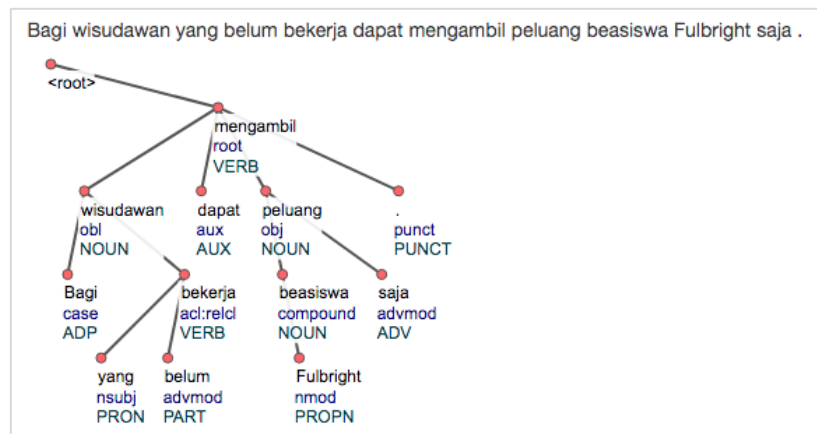 Bagi wisudawan yang belum bekerja dapat mengambil peluang beasiswa Fulbright saja .
<root>
mengambil
root
VERB
wisudawan dapat peluang .
obl aux obj punct
NOUN AUX NOUN PUNCT
Bagi bekerja beasiswa saja
case acl:relcl compound advmod
ADP VERB NOUN ADV
yang belum Fulbright
nsubj advmod nmod
PRON PART PROPN